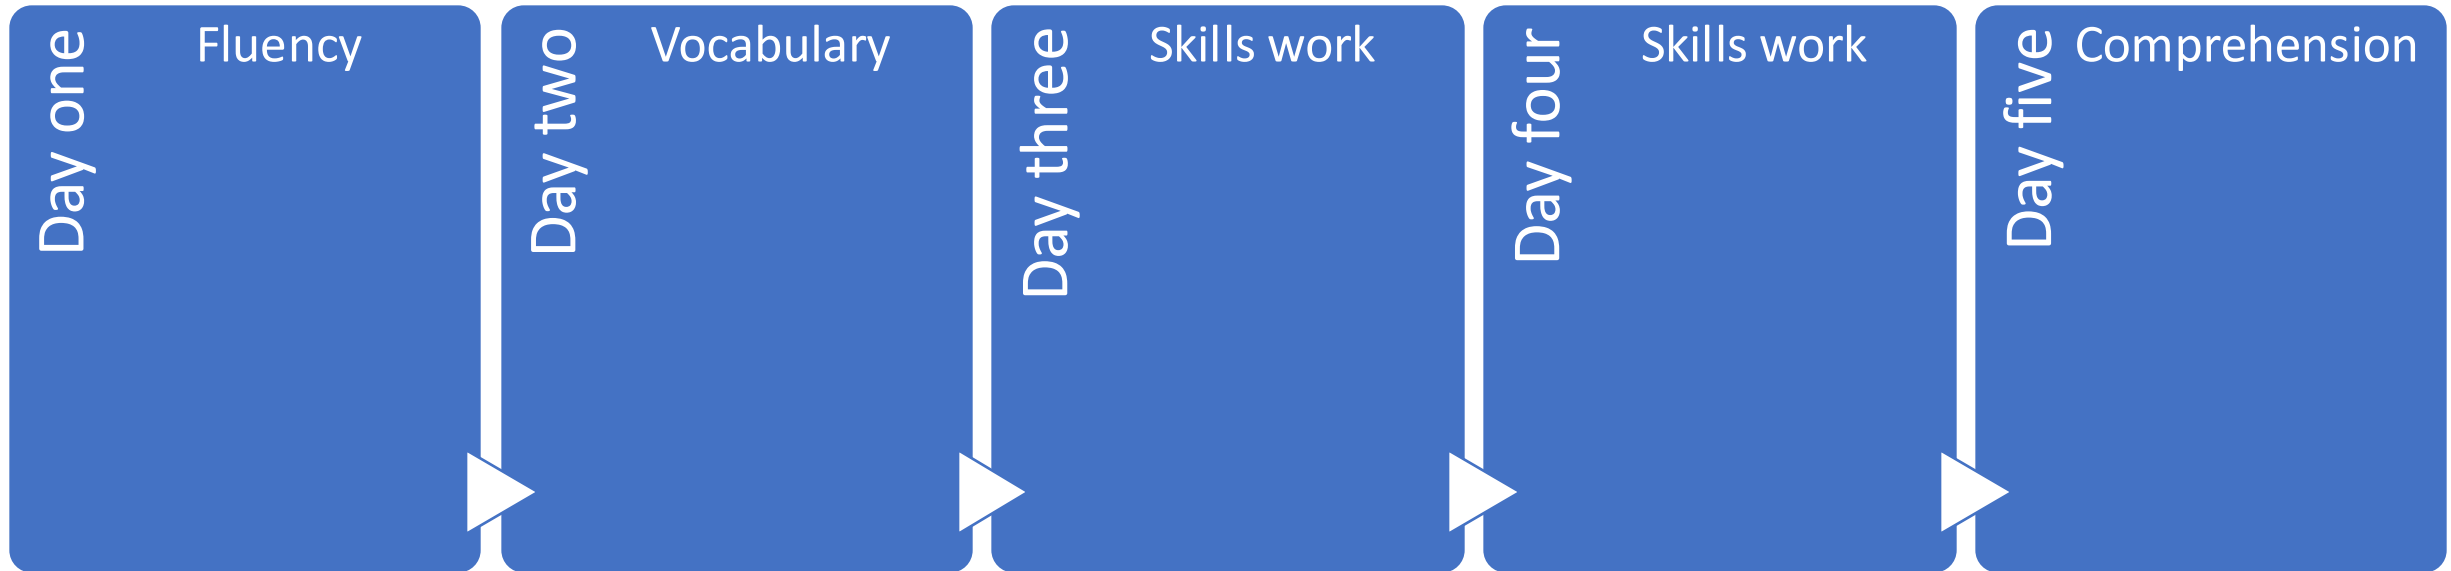 Day one
Fluency
Day two
Vocabulary
Day three
Skills work
Day four
Skills work
Day five
Comprehension